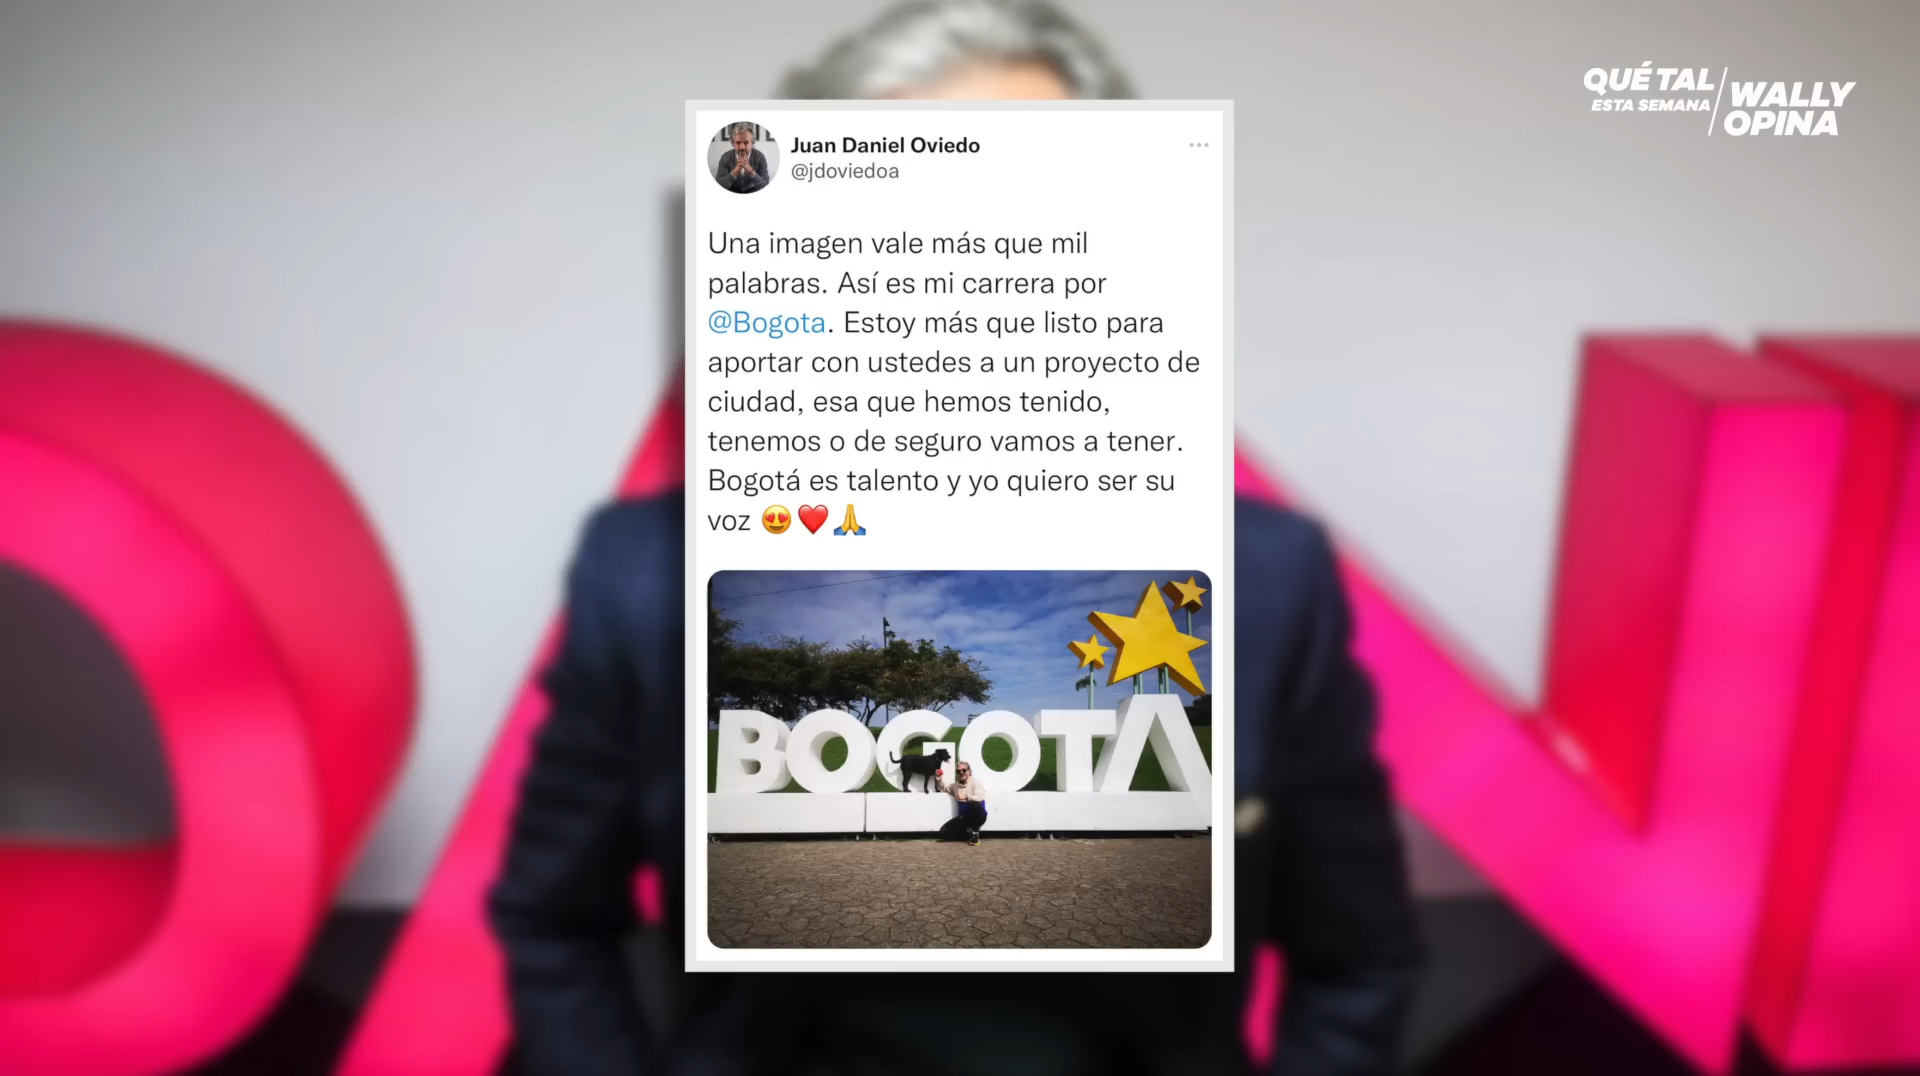 QUÉ TAL
ESTA SEMANA
WALLY
OPINA
Juan Daniel Oviedo
@jdoviedoa
Una imagen vale más que mil
palabras. Así es mi carrera por
@Bogota. Estoy más que listo para
aportar con ustedes a un proyecto de
ciudad, esa que hemos tenido,
tenemos o de seguro vamos a tener.
Bogotá es talento y yo quiero ser su
voz 😍❤️🙏
BOGOTÁ